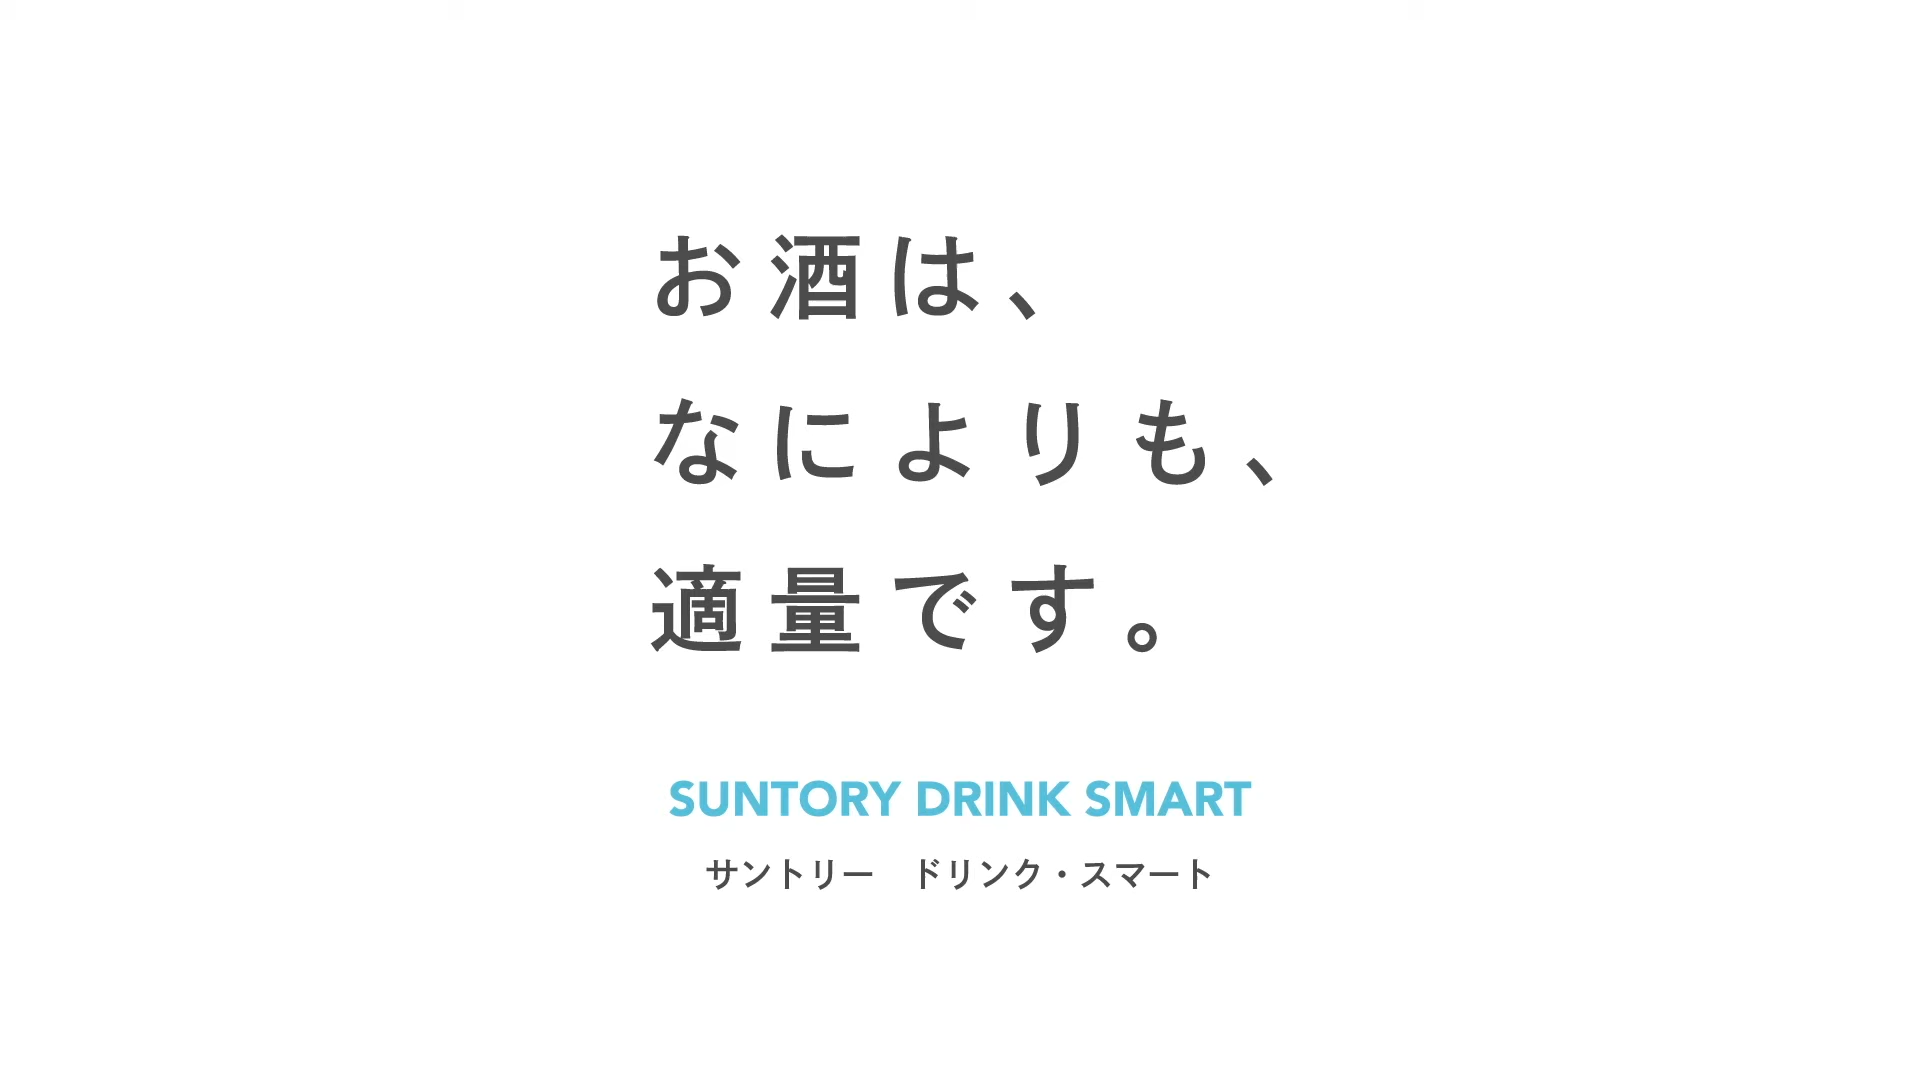 お酒は、
なによりも、
適量です。
SUNTORY DRINK SMART
サントリー　ドリンク・スマート